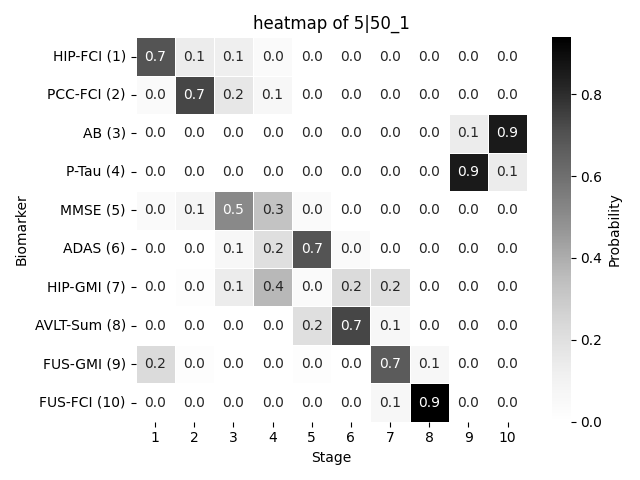 heatmap of 5|50_1
HIP-FCI (1) 0.7 0.1 0.1 0.0 0.0 0.0 0.0 0.0 0.0 0.0
PCC-FCI (2) 0.0 0.7 0.2 0.1 0.0 0.0 0.0 0.0 0.0 0.0
AB (3) 0.0 0.0 0.0 0.0 0.0 0.0 0.0 0.0 0.1 0.9
P-Tau (4) 0.0 0.0 0.0 0.0 0.0 0.0 0.0 0.0 0.9 0.1
MMSE (5) 0.0 0.1 0.5 0.3 0.0 0.0 0.0 0.0 0.0 0.0
ADAS (6) 0.0 0.0 0.1 0.2 0.7 0.0 0.0 0.0 0.0 0.0
HIP-GMI (7) 0.0 0.0 0.1 0.4 0.0 0.2 0.2 0.0 0.0 0.0
AVLT-Sum (8) 0.0 0.0 0.0 0.0 0.2 0.7 0.1 0.0 0.0 0.0
FUS-GMI (9) 0.2 0.0 0.0 0.0 0.0 0.0 0.7 0.1 0.0 0.0
FUS-FCI (10) 0.0 0.0 0.0 0.0 0.0 0.0 0.1 0.9 0.0 0.0
1 2 3 4 5 6 7 8 9 10
Stage
Biomarker
0.8
0.6
0.4
0.2
0.0
Probability